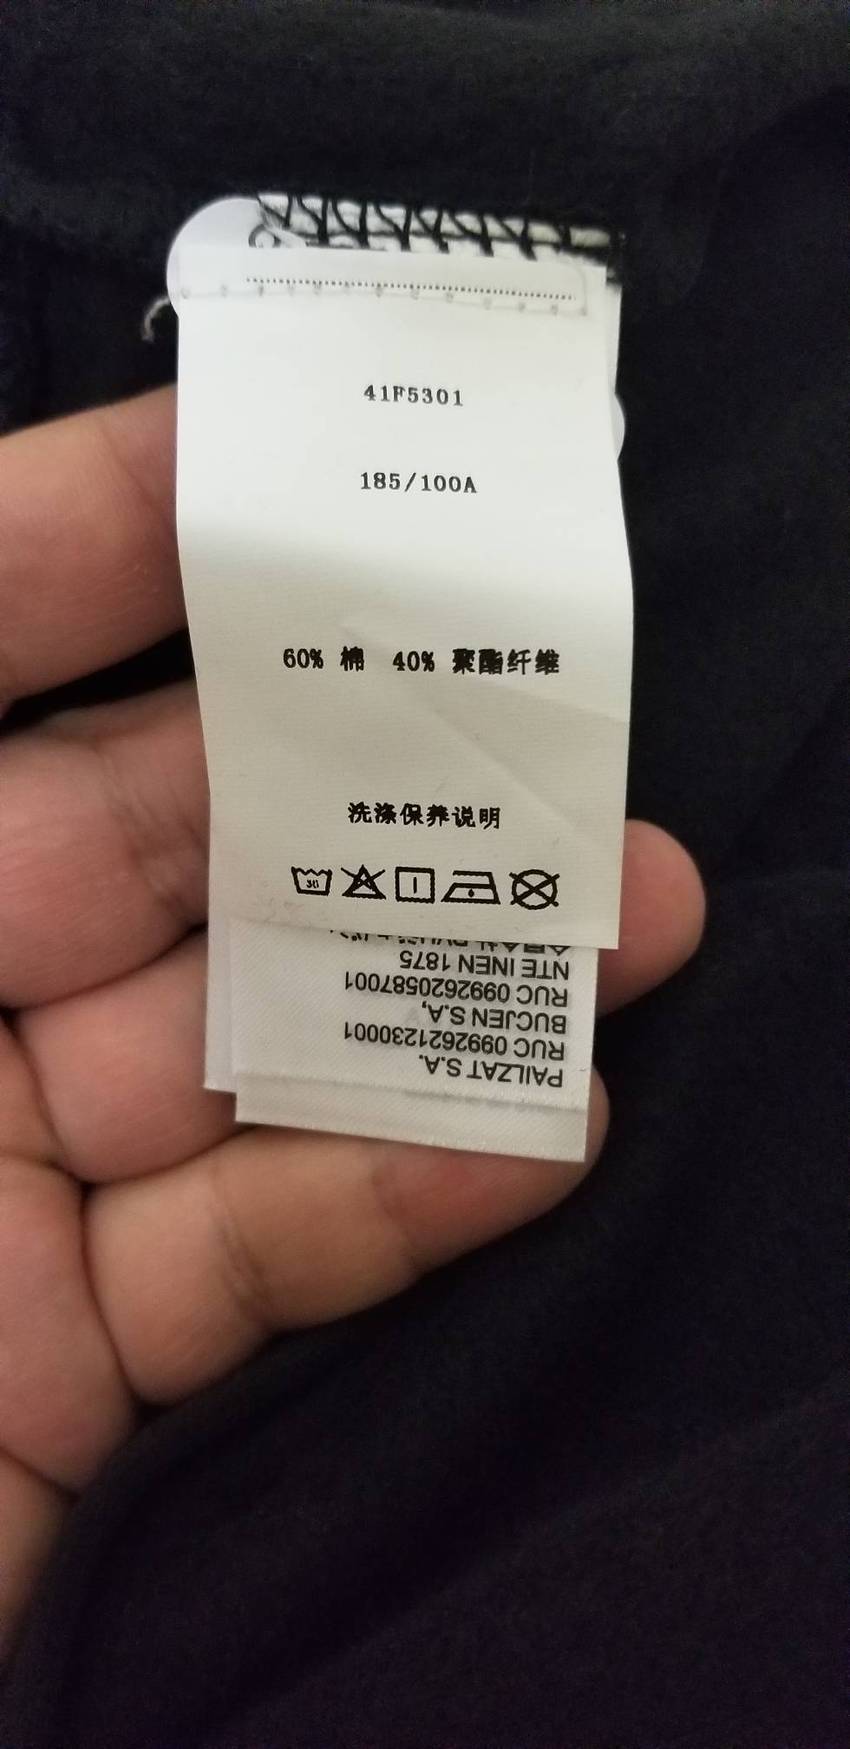 41F5301
185/100A
60% 棉 40% 聚酯纤维
洗涤保养说明
30
PAILZAT S.A.
RUC 0992621230001
BUCJEN S.A,
RUC 0992620587001
NTE INEN 1875